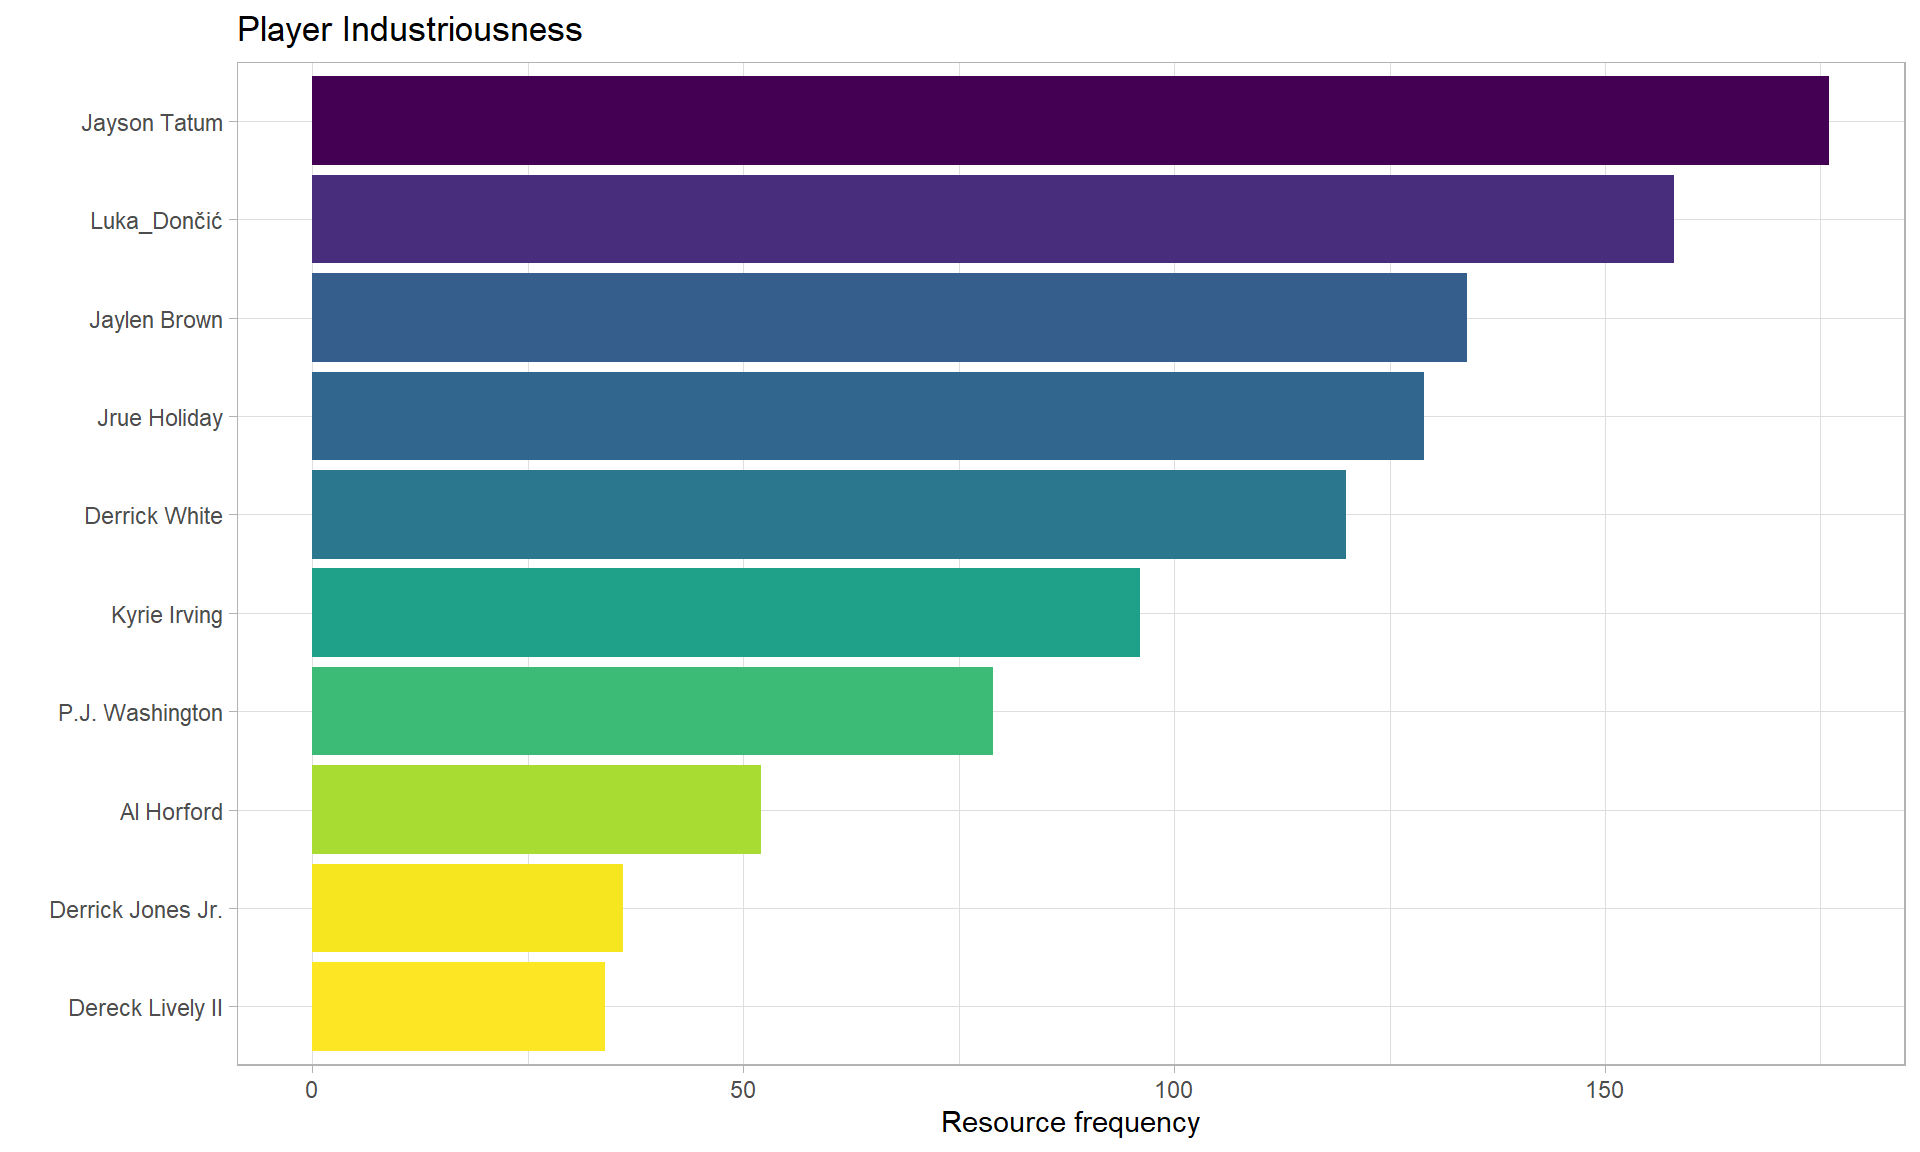 Player Industriousness
Jayson Tatum
Luka_Dončić
Jaylen Brown
Jrue Holiday
Derrick White
Kyrie Irving
P.J. Washington
Al Horford
Derrick Jones Jr.
Dereck Lively II
0 50 100 150
Resource frequency